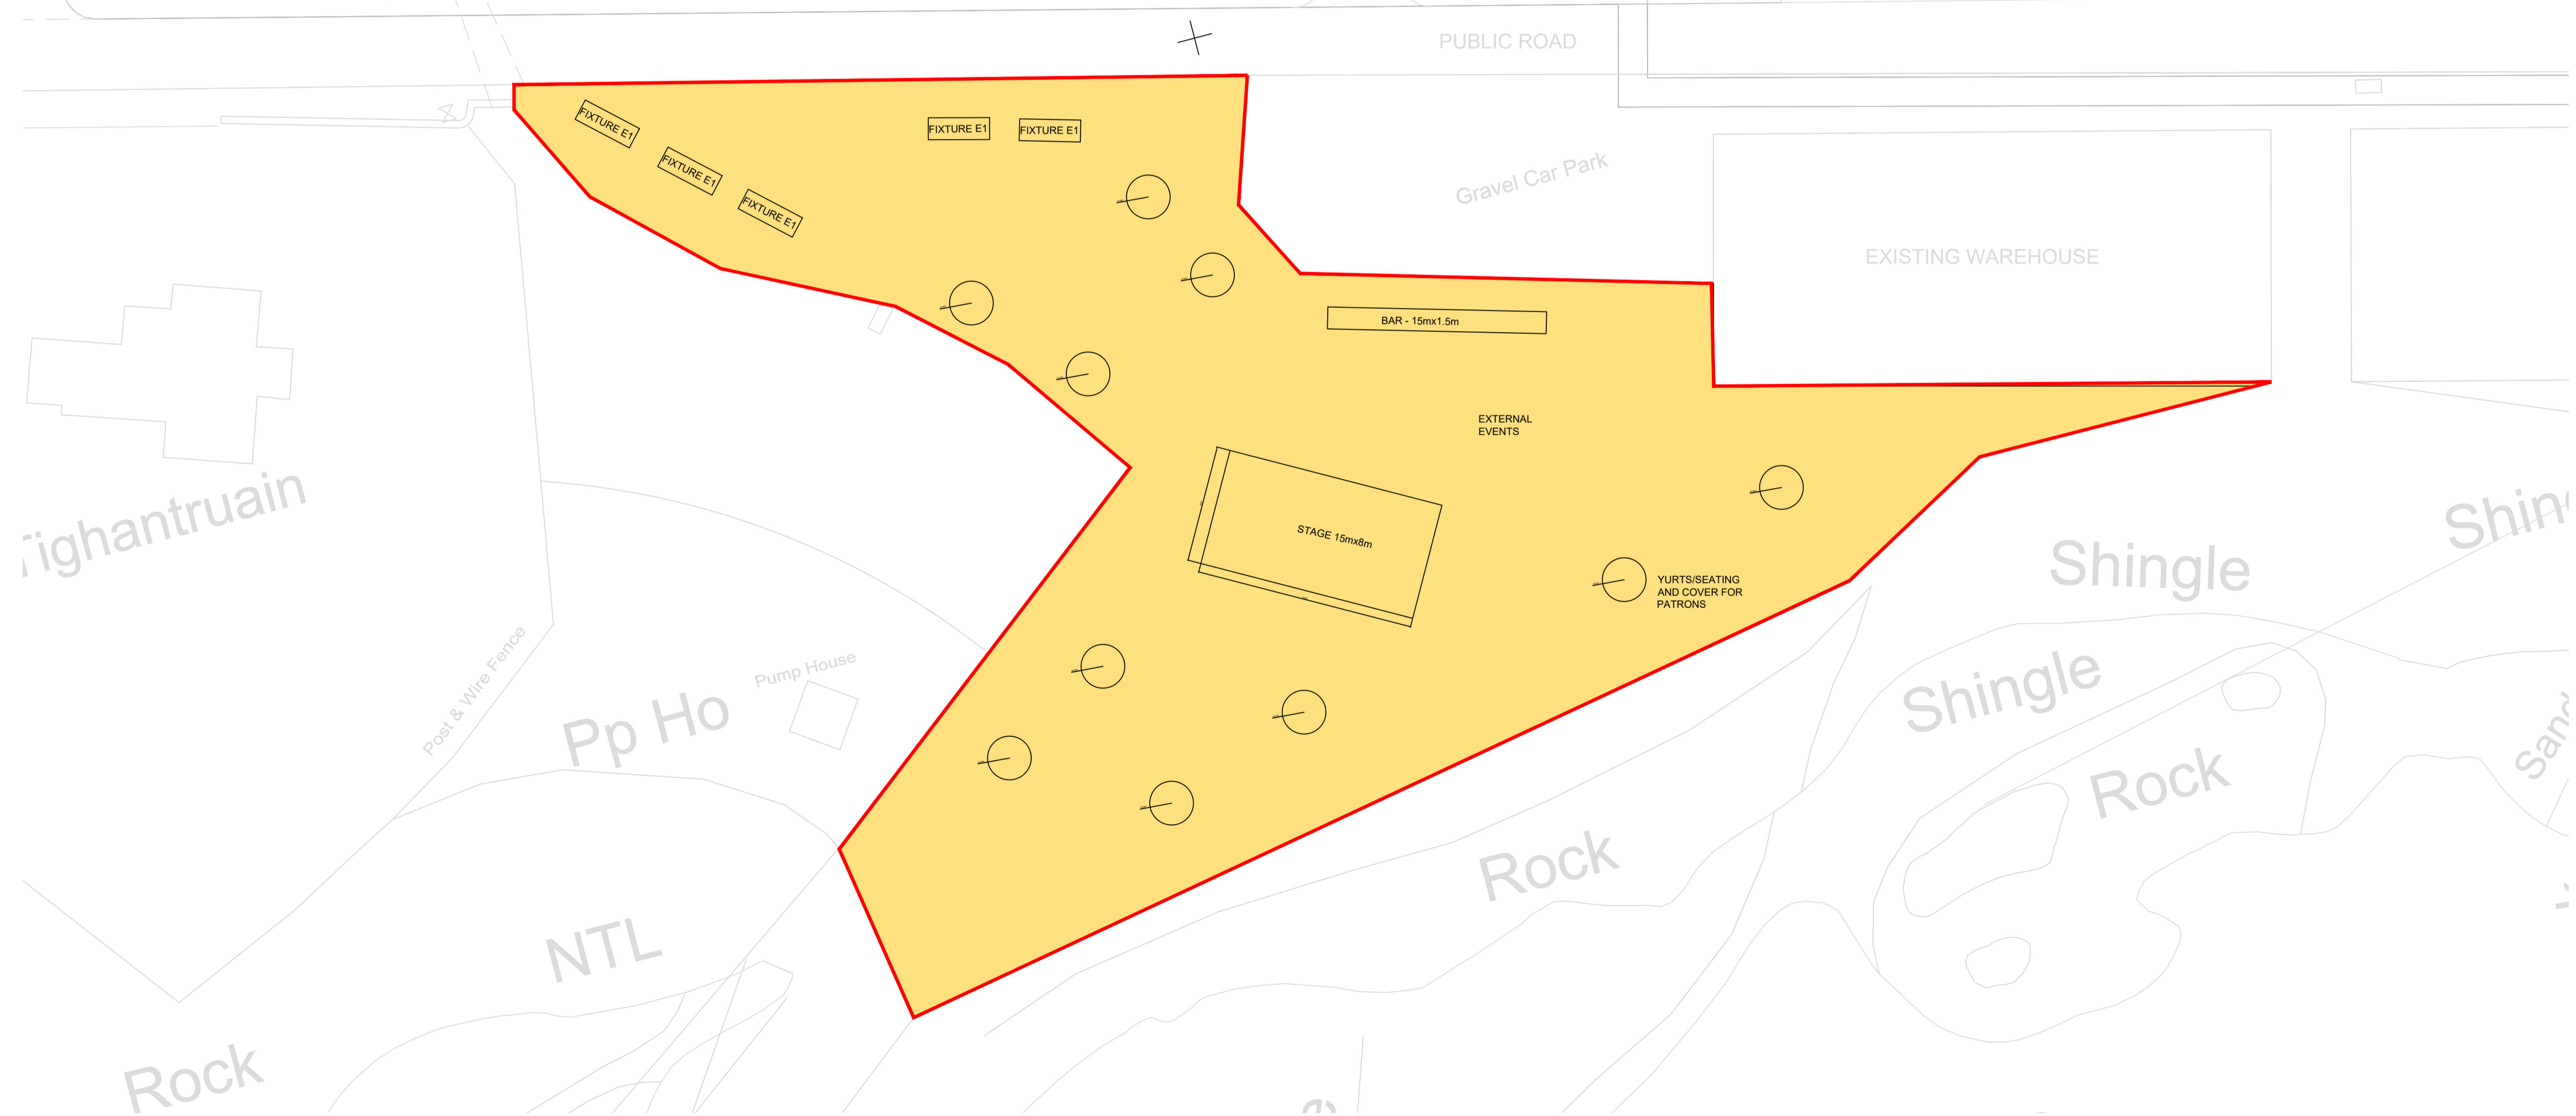 PUBLIC ROAD
FIXTURE E1
FIXTURE E1
FIXTURE E1
FIXTURE E1
FIXTURE E1
Gravel Car Park
EXISTING WAREHOUSE
BAR - 15mx1.5m
EXTERNAL
EVENTS
STAGE 15mx8m
YURTS/SEATING
AND COVER FOR
PATRONS
Tighantruain
Shingle
Shingle
Post & Wire Fence
Pump House
Pp Ho
Rock
Rock
NTL
Rock